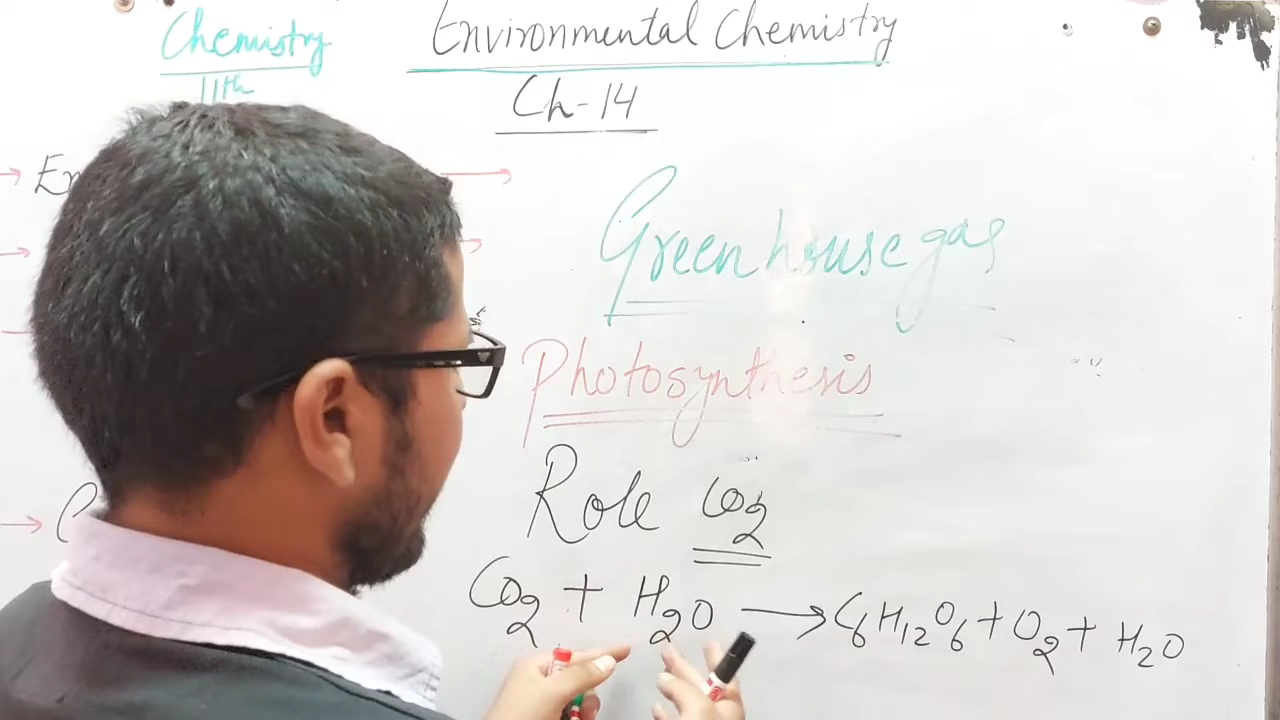 Chemistry
11th
Environmental Chemistry
Ch-14
Greenhouse gas
Photosynthesis
Role CO2
CO2 + H2O → C6H12O6 + O2 + H2O